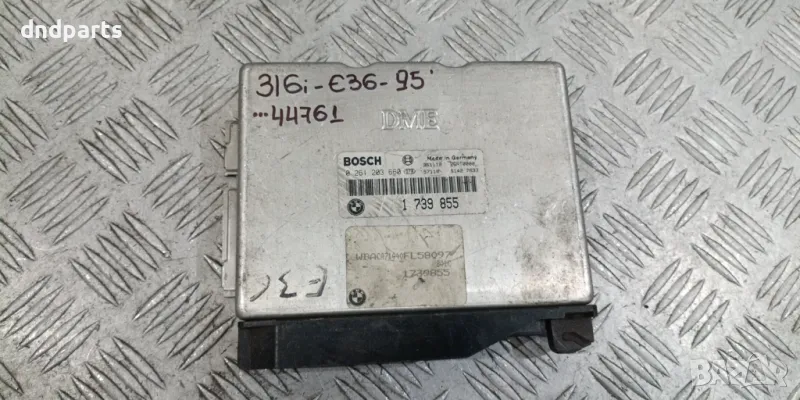 dndparts
316i-E36-95'
...44761
DME
BOSCH
Made in Germany
0 261 203 660
1 739 855
1739855
E36
BAZAR